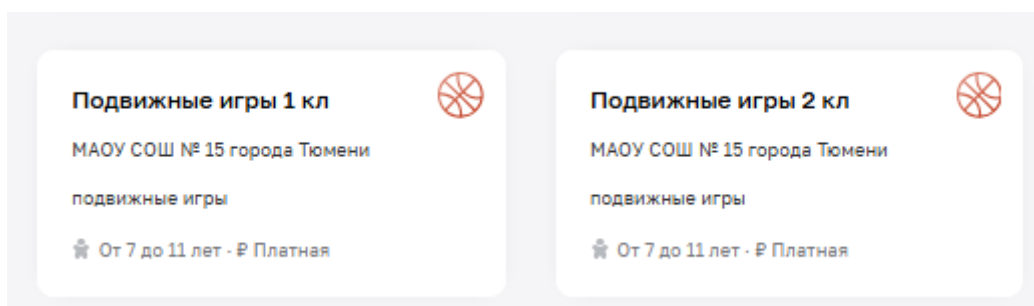 Подвижные игры 1 кл
МАОУ СОШ № 15 города Тюмени
подвижные игры
От 7 до 11 лет · ₽ Платная
Подвижные игры 2 кл
МАОУ СОШ № 15 города Тюмени
подвижные игры
От 7 до 11 лет · ₽ Платная